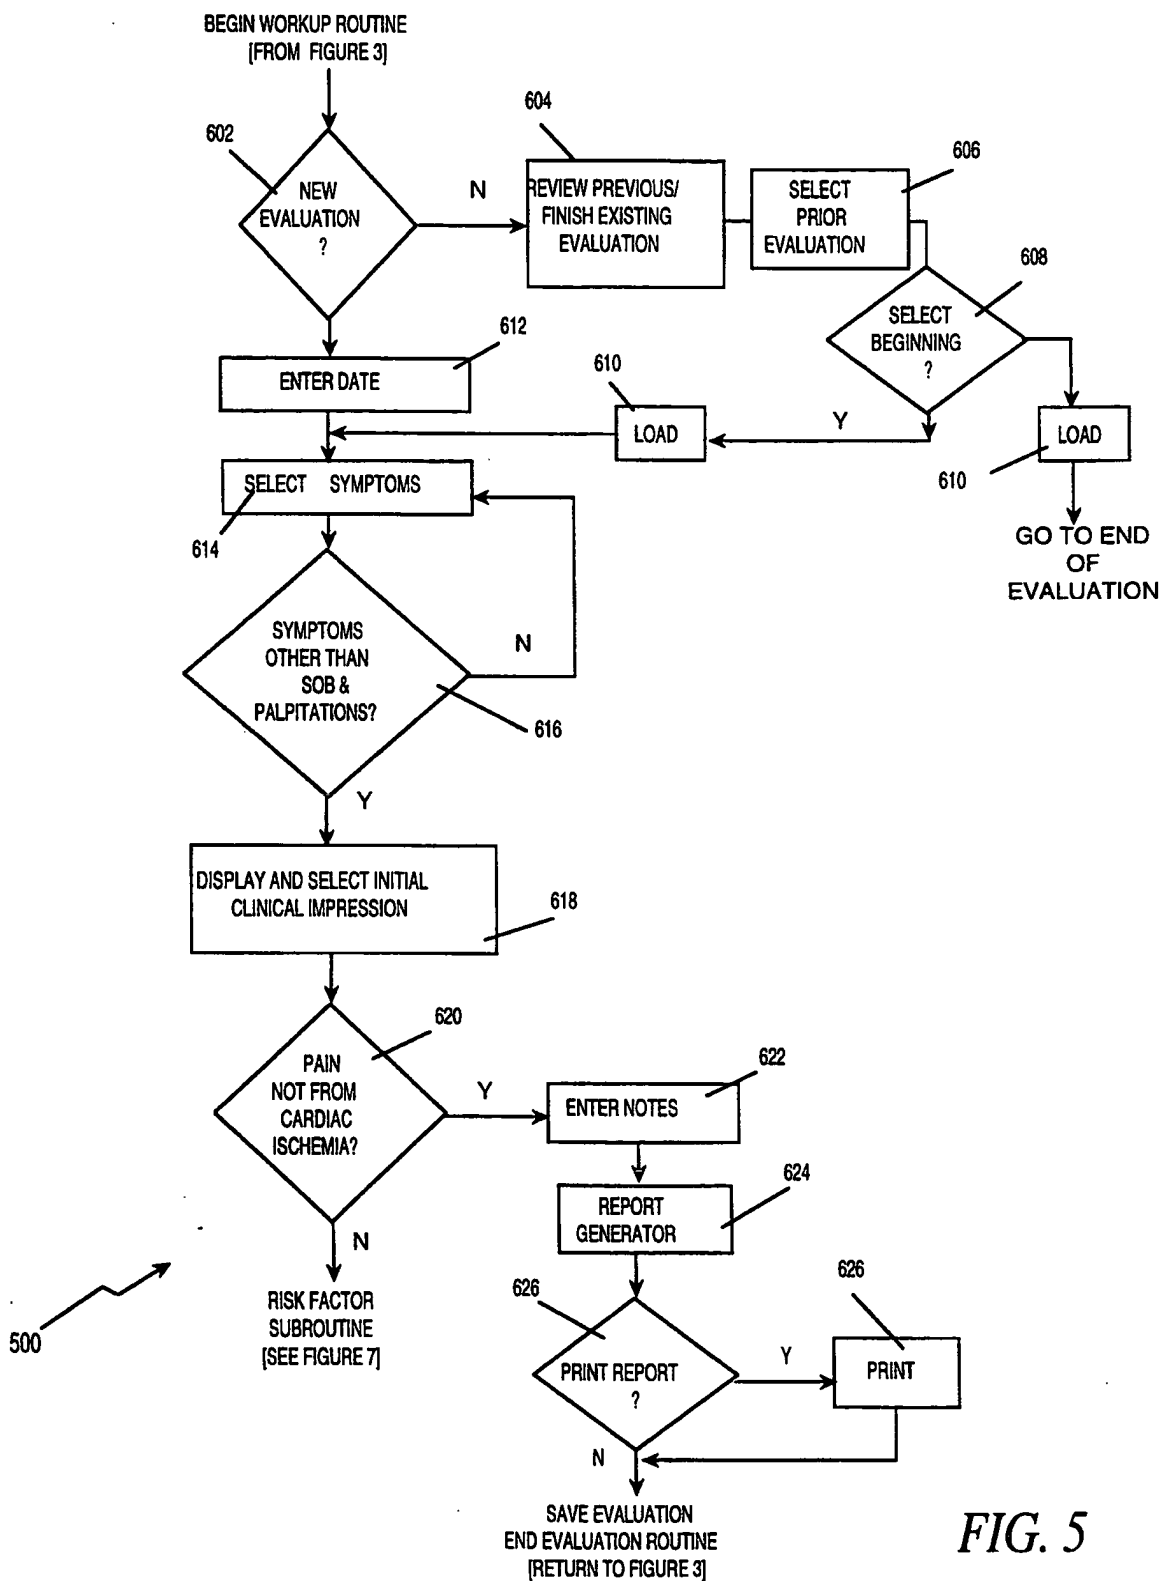 BEGIN WORKUP ROUTINE
[FROM FIGURE 3]
602
NEW
EVALUATION
?
N
604
REVIEW PREVIOUS/
FINISH EXISTING
EVALUATION
606
SELECT
PRIOR
EVALUATION
608
SELECT
BEGINNING
?
612
ENTER DATE
610
LOAD
Y
LOAD
610
GO TO END
OF
EVALUATION
SELECT SYMPTOMS
614
SYMPTOMS
OTHER THAN
SOB &
PALPITATIONS?
N
616
Y
DISPLAY AND SELECT INITIAL
CLINICAL IMPRESSION
618
620
PAIN
NOT FROM
CARDIAC
ISCHEMIA?
Y
622
ENTER NOTES
624
REPORT
GENERATOR
N
RISK FACTOR
SUBROUTINE
[SEE FIGURE 7]
500
626
PRINT REPORT
?
Y
626
PRINT
N
SAVE EVALUATION
END EVALUATION ROUTINE
[RETURN TO FIGURE 3]
FIG. 5